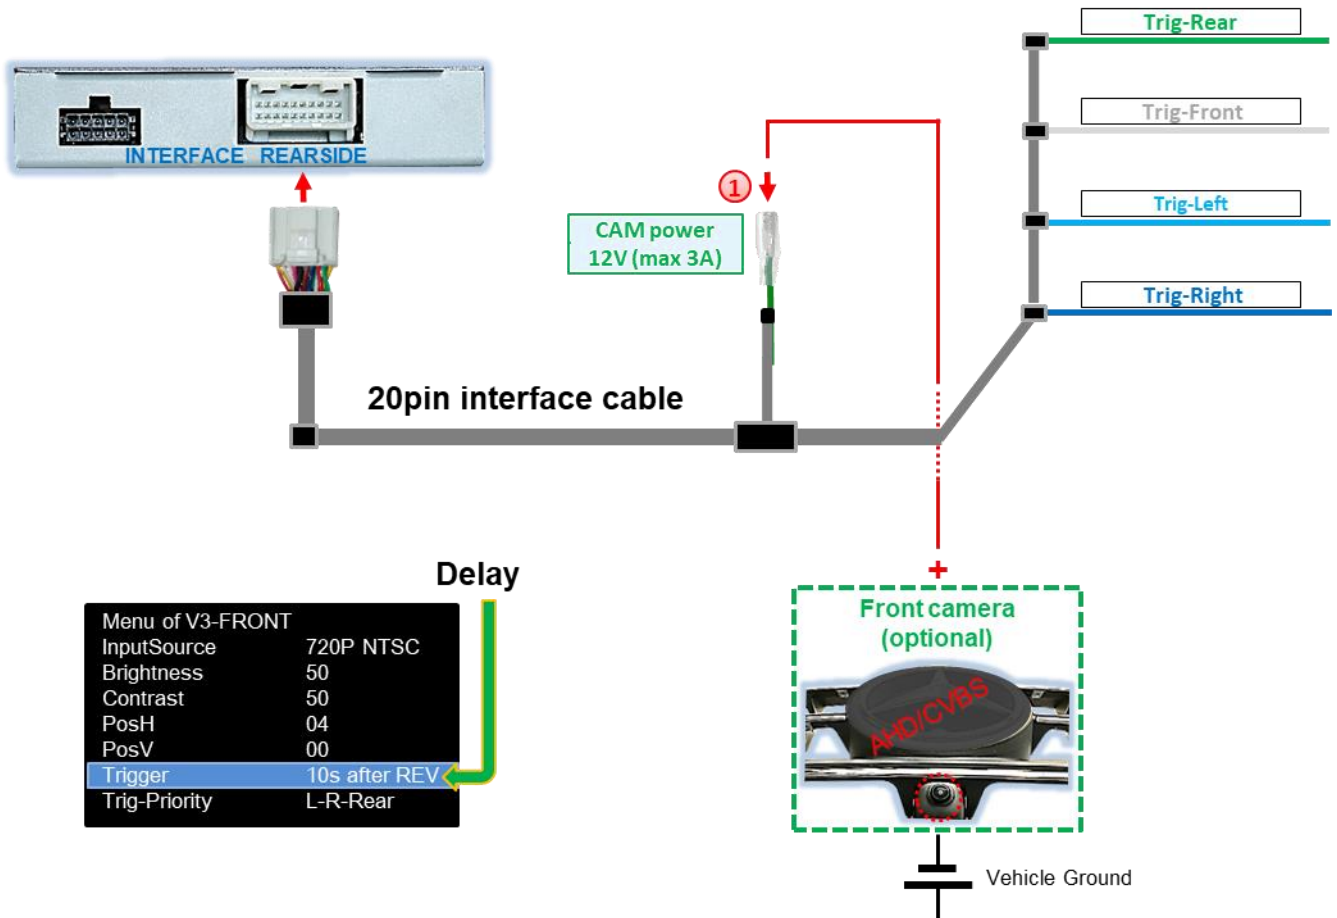 Trig-Rear
Trig-Front
Trig-Left
Trig-Right
INTERFACE REARSIDE
1
CAM power
12V (max 3A)
20pin interface cable
Delay
Menu of V3-FRONT
InputSource 720P NTSC
Brightness 50
Contrast 50
PosH 04
PosV 00
Trigger 10s after REV
Trig-Priority L-R-Rear
+
Front camera
(optional)
AHD/CVBS
Vehicle Ground